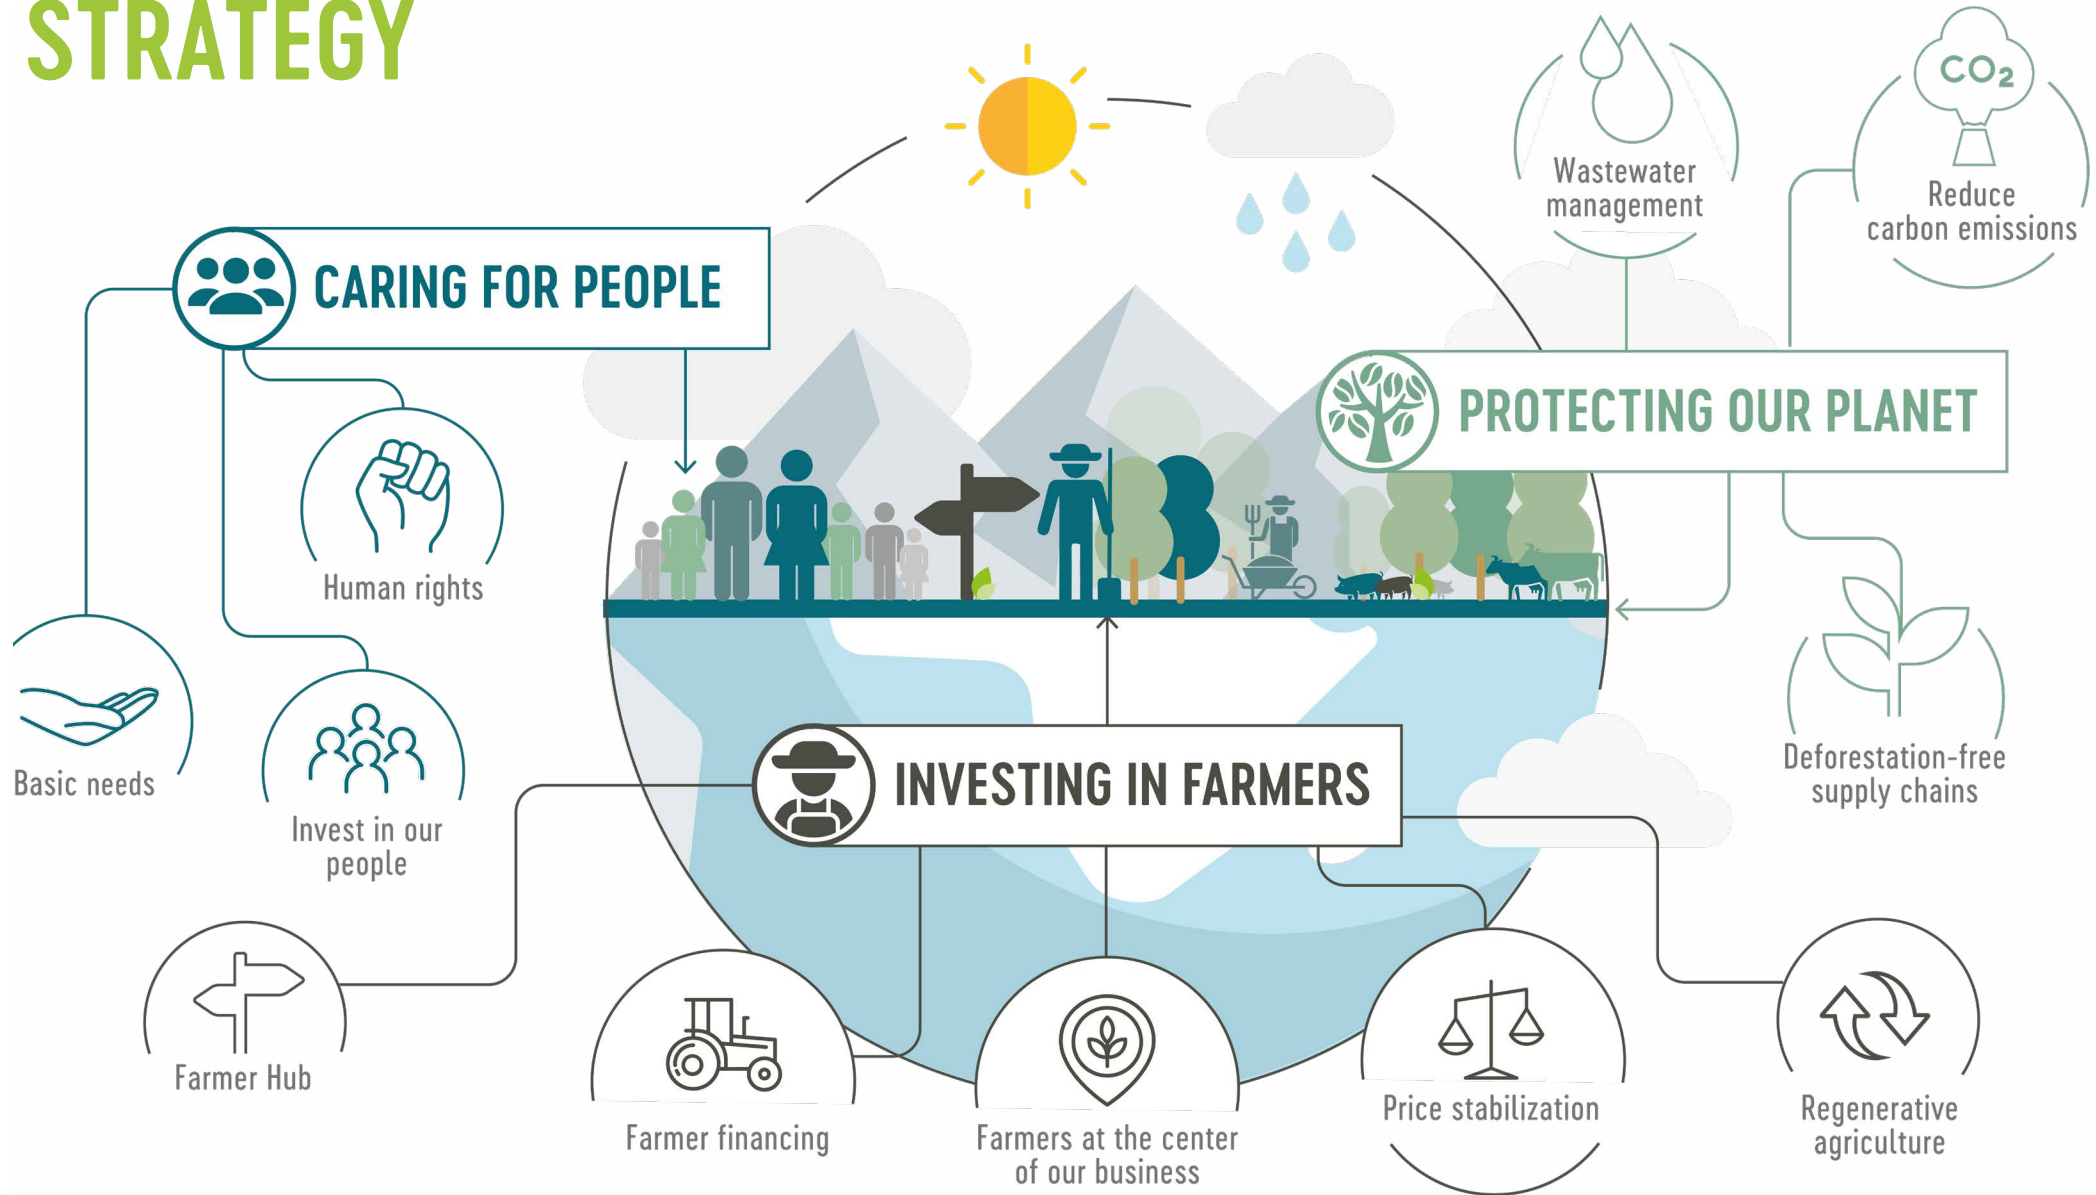 STRATEGY
CO₂
Wastewater
management
Reduce
carbon emissions
CARING FOR PEOPLE
PROTECTING OUR PLANET
Human rights
Basic needs
Invest in our
people
Deforestation-free
supply chains
INVESTING IN FARMERS
Farmer Hub
Farmer financing
Farmers at the center
of our business
Price stabilization
Regenerative
agriculture